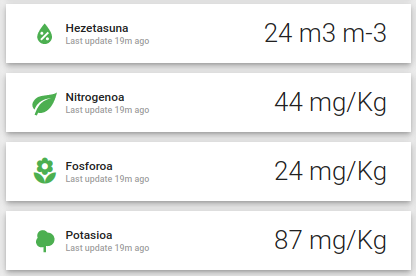 Hezetasuna
Last update 19m ago
24 m3 m-3
Nitrogenoa
Last update 19m ago
44 mg/Kg
Fosforoa
Last update 19m ago
24 mg/Kg
Potasioa
Last update 19m ago
87 mg/Kg